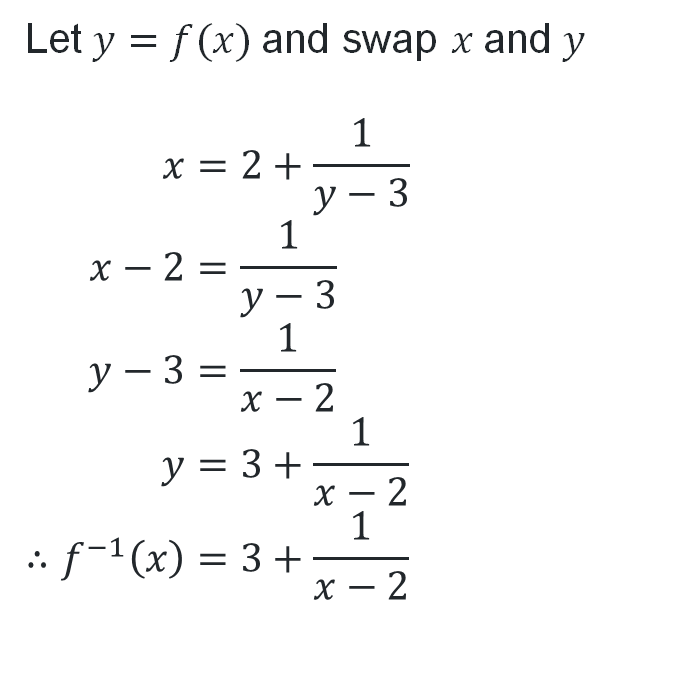 Let y = f(x) and swap x and y
x = 2 + 1/(y − 3)
x − 2 = 1/(y − 3)
y − 3 = 1/(x − 2)
y = 3 + 1/(x − 2)
∴ f⁻¹(x) = 3 + 1/(x − 2)